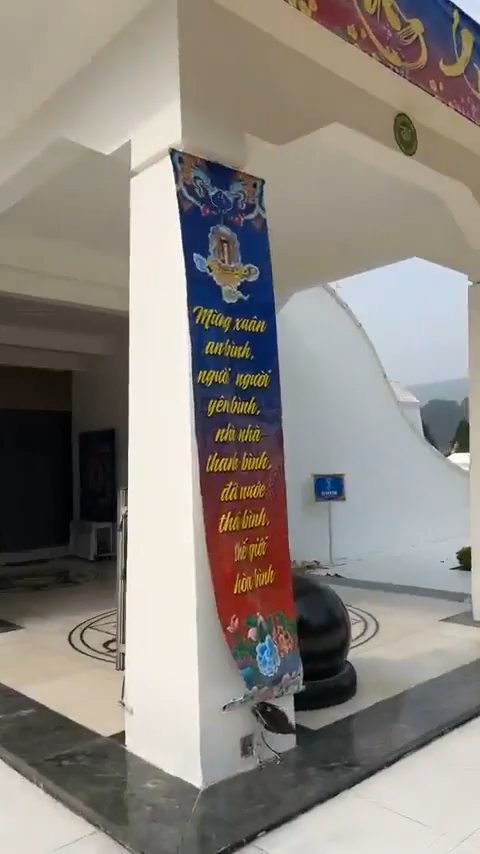 Mừng xuân
an bình,
người người
yên bình,
nhà nhà
thanh bình,
đất nước
thái bình,
thế giới
hòa bình